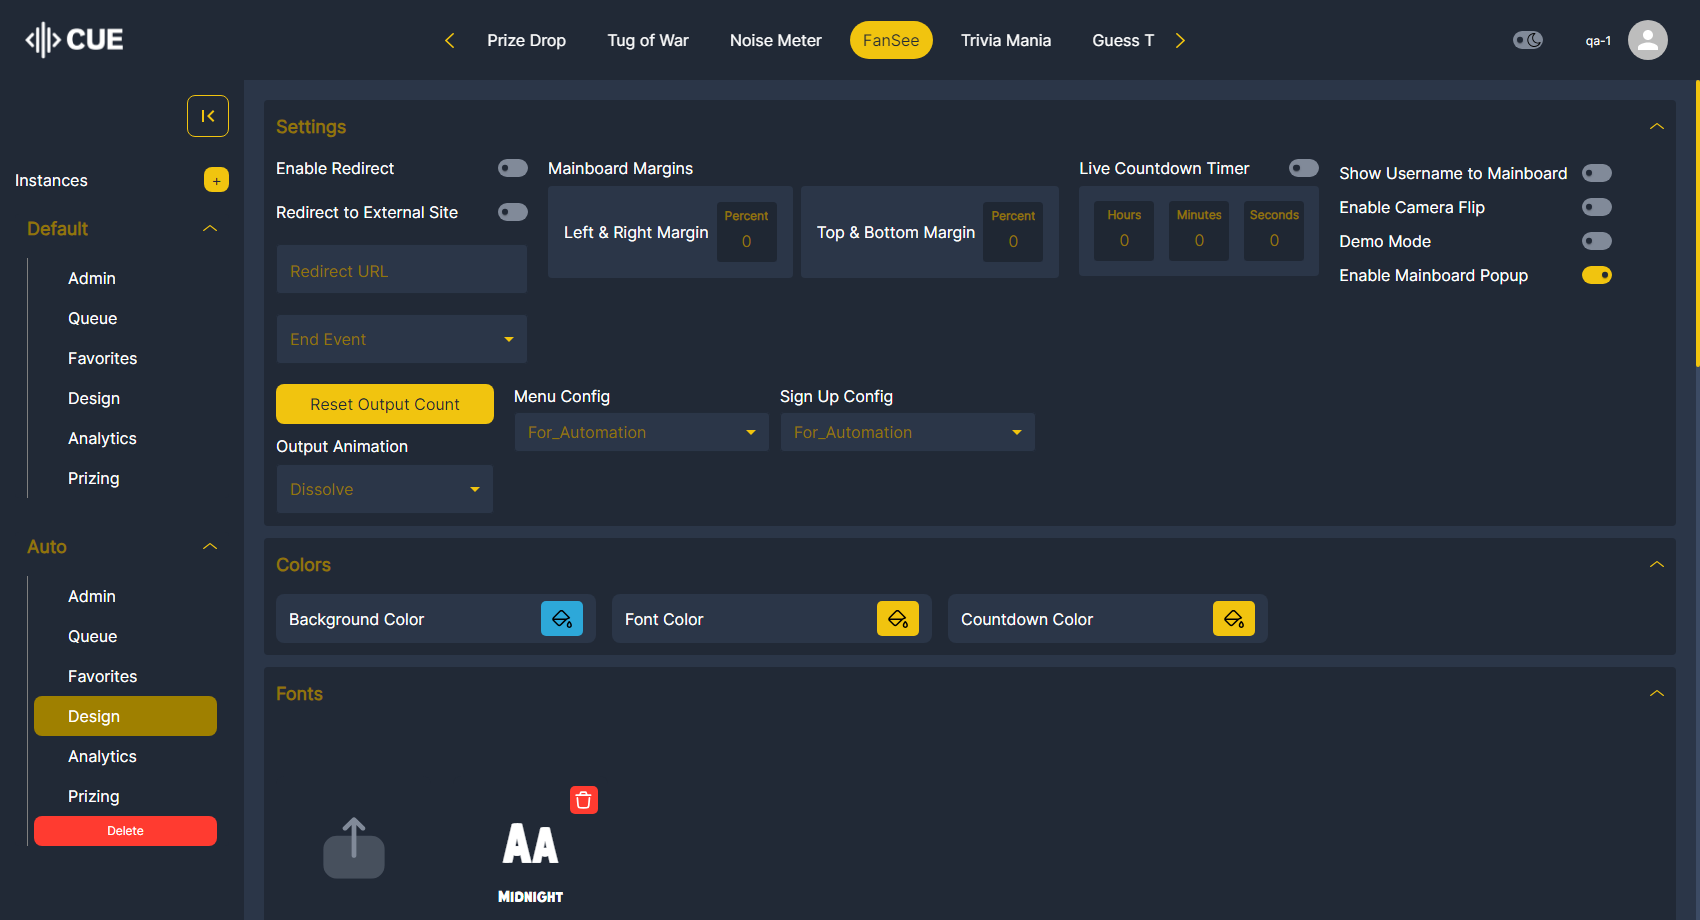 CUE
Prize Drop
Tug of War
Noise Meter
FanSee
Trivia Mania
Guess T
qa-1
Instances
+
Default
Admin
Queue
Favorites
Design
Analytics
Prizing
Auto
Admin
Queue
Favorites
Design
Analytics
Prizing
Delete
Settings
Enable Redirect
Redirect to External Site
Redirect URL
End Event
Mainboard Margins
Left & Right Margin
Percent
0
Top & Bottom Margin
Percent
0
Live Countdown Timer
Hours
0
Minutes
0
Seconds
0
Show Username to Mainboard
Enable Camera Flip
Demo Mode
Enable Mainboard Popup
Reset Output Count
Output Animation
Dissolve
Menu Config
For_Automation
Sign Up Config
For_Automation
Colors
Background Color
Font Color
Countdown Color
Fonts
AA
MIDNIGHT